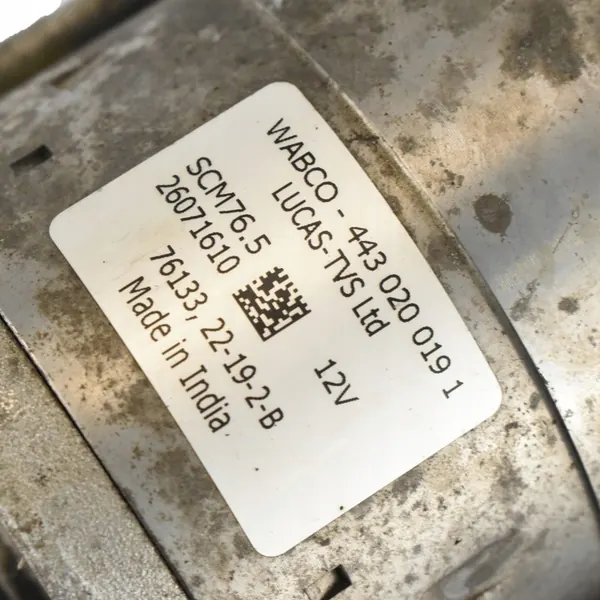 WABCO - 443 020 019 1
LUCAS-TVS Ltd
SCM76.5
12V
26071610
76133, 22-19-2-B
Made in India